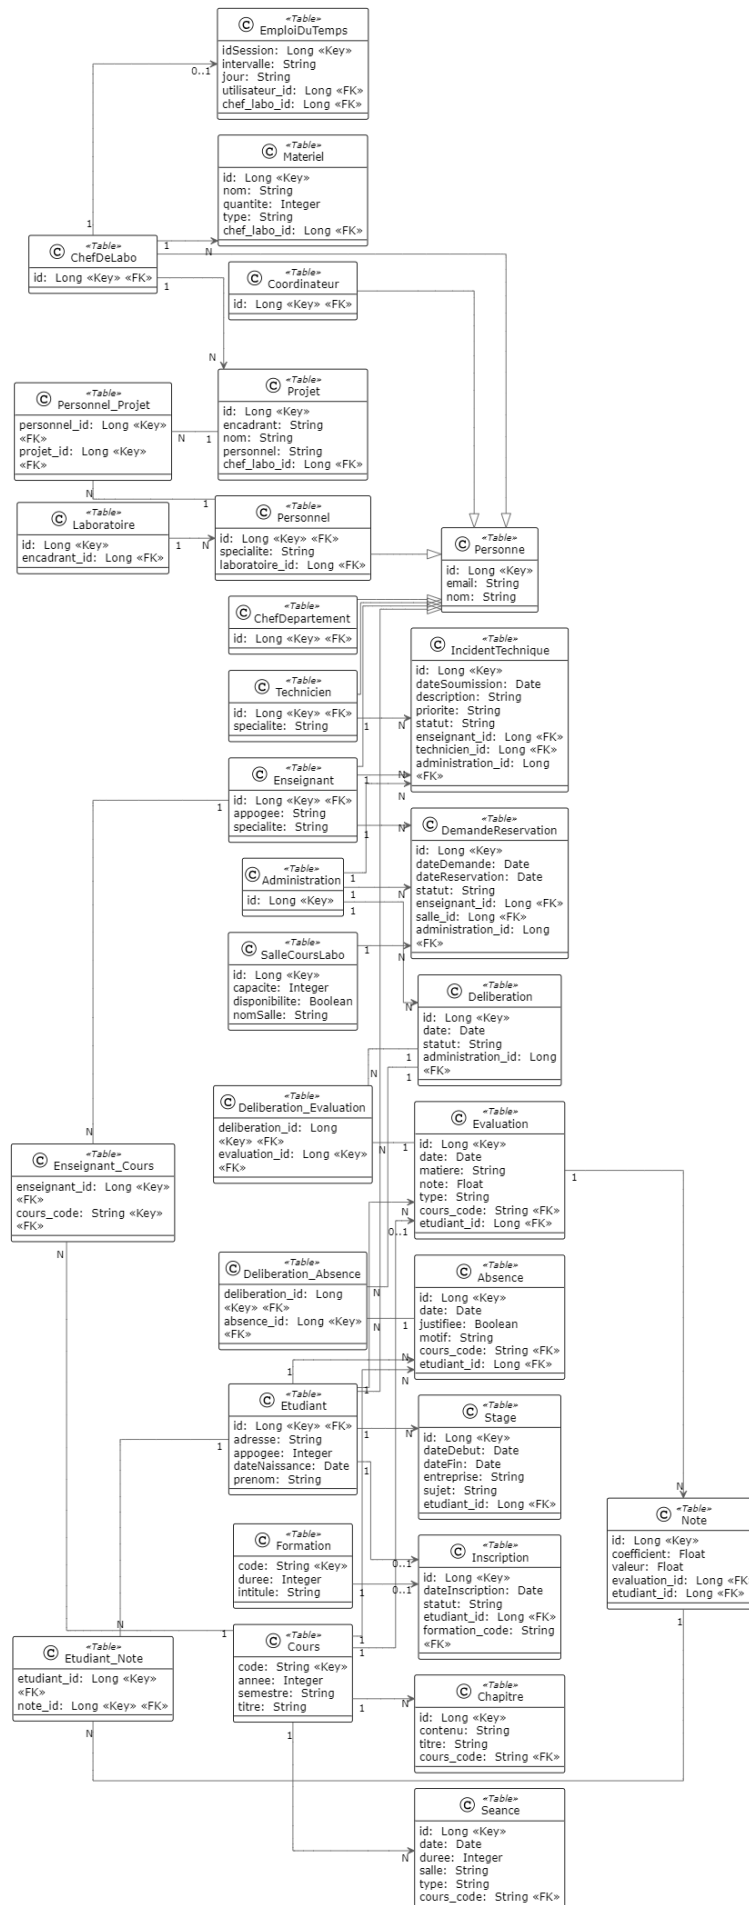 «Table»
EmploiDuTemps
idSession: Long «Key»
intervalle: String
jour: String
utilisateur_id: Long «FK»
chef_labo_id: Long «FK»
0..1
«Table»
Materiel
id: Long «Key»
nom: String
quantite: Integer
type: String
chef_labo_id: Long «FK»
1
«Table»
ChefDeLabo
id: Long «Key» «FK»
1
N
1
«Table»
Coordinateur
id: Long «Key» «FK»
N
«Table»
Projet
id: Long «Key»
encadrant: String
nom: String
personnel: String
chef_labo_id: Long «FK»
«Table»
Personnel_Projet
personnel_id: Long «Key»
«FK»
projet_id: Long «Key»
«FK»
N
1
N
1
«Table»
Laboratoire
id: Long «Key»
encadrant_id: Long «FK»
1
N
«Table»
Personnel
id: Long «Key» «FK»
specialite: String
laboratoire_id: Long «FK»
«Table»
Personne
id: Long «Key»
email: String
nom: String
«Table»
ChefDepartement
id: Long «Key» «FK»
«Table»
IncidentTechnique
id: Long «Key»
dateSoumission: Date
description: String
priorite: String
statut: String
enseignant_id: Long «FK»
technicien_id: Long «FK»
administration_id: Long
«FK»
«Table»
Technicien
id: Long «Key» «FK»
specialite: String
1
N
«Table»
Enseignant
id: Long «Key» «FK»
appogee: String
specialite: String
1
1
N
N
1
N
«Table»
DemandeReservation
id: Long «Key»
dateDemande: Date
dateReservation: Date
statut: String
enseignant_id: Long «FK»
salle_id: Long «FK»
administration_id: Long
«FK»
«Table»
Administration
id: Long «Key»
1
1
1
N
«Table»
SalleCoursLabo
id: Long «Key»
capacite: Integer
disponibilite: Boolean
nomSalle: String
1
N
«Table»
Deliberation
id: Long «Key»
date: Date
statut: String
administration_id: Long
«FK»
N
1
1
N
«Table»
Deliberation_Evaluation
deliberation_id: Long
«Key» «FK»
evaluation_id: Long «Key»
«FK»
N
N
1
«Table»
Evaluation
id: Long «Key»
date: Date
matiere: String
note: Float
type: String
cours_code: String «FK»
etudiant_id: Long «FK»
1
N
0..1
N
«Table»
Enseignant_Cours
enseignant_id: Long «Key»
«FK»
cours_code: String «Key»
«FK»
N
«Table»
Deliberation_Absence
deliberation_id: Long
«Key» «FK»
absence_id: Long «Key»
«FK»
N
N
1
«Table»
Absence
id: Long «Key»
date: Date
justifiee: Boolean
motif: String
cours_code: String «FK»
etudiant_id: Long «FK»
N
N
1
1
«Table»
Etudiant
id: Long «Key» «FK»
adresse: String
appogee: Integer
dateNaissance: Date
prenom: String
1
1
1
N
«Table»
Stage
id: Long «Key»
dateDebut: Date
dateFin: Date
entreprise: String
sujet: String
etudiant_id: Long «FK»
N
«Table»
Note
id: Long «Key»
coefficient: Float
valeur: Float
evaluation_id: Long «FK»
etudiant_id: Long «FK»
1
«Table»
Formation
code: String «Key»
duree: Integer
intitule: String
1
0..1
0..1
«Table»
Inscription
id: Long «Key»
dateInscription: Date
statut: String
etudiant_id: Long «FK»
formation_code: String
«FK»
N
1
«Table»
Etudiant_Note
etudiant_id: Long «Key»
«FK»
note_id: Long «Key» «FK»
N
«Table»
Cours
code: String «Key»
annee: Integer
semestre: String
titre: String
1
1
1
1
N
«Table»
Chapitre
id: Long «Key»
contenu: String
titre: String
cours_code: String «FK»
«Table»
Seance
id: Long «Key»
date: Date
duree: Integer
salle: String
type: String
cours_code: String «FK»
N